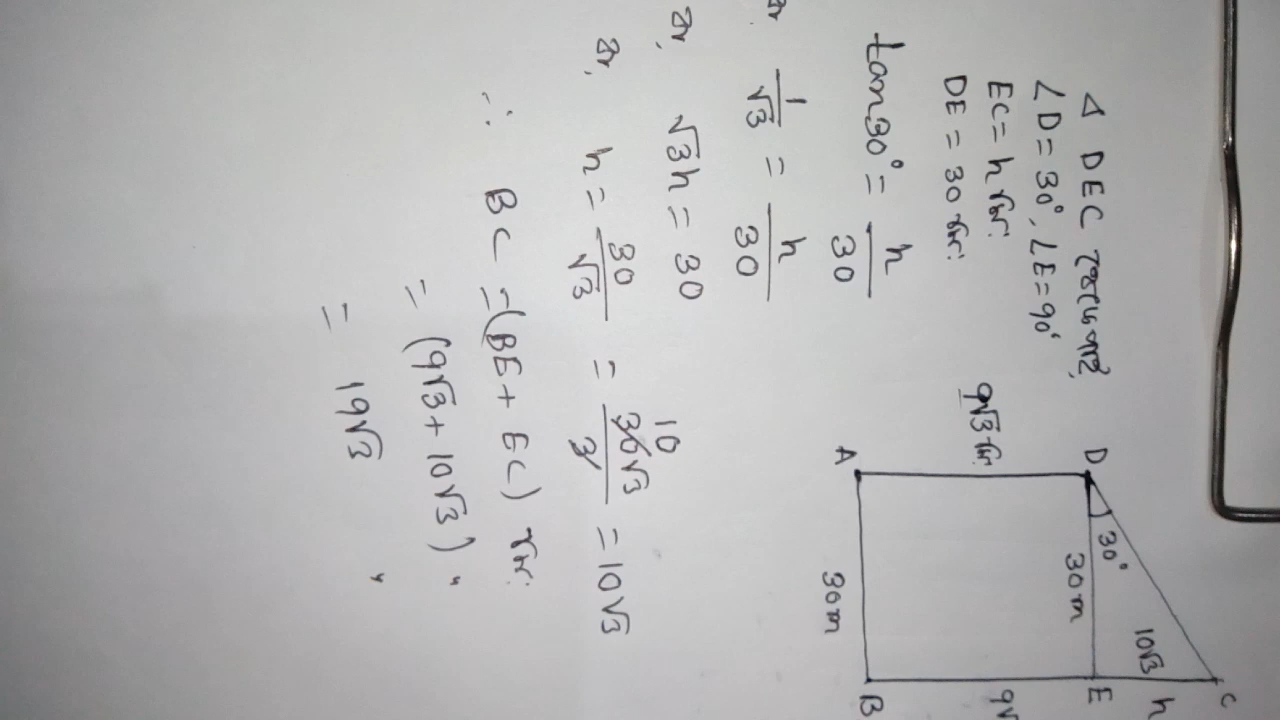 Δ DEC
∠D = 30°, ∠E = 90°
EC = h মি:
DE = 30 মি:
tan30° = h/30
বা, 1/√3 = h/30
বা, √3h = 30
বা, h = 30/√3 = 30√3/3 = 10√3
10
∴ BC = (BE + EC) মি:
= (9√3 + 10√3) "
= 19√3 "
C
h
10√3
D
30°
30m
E
9√3 মি:
A
30m
B